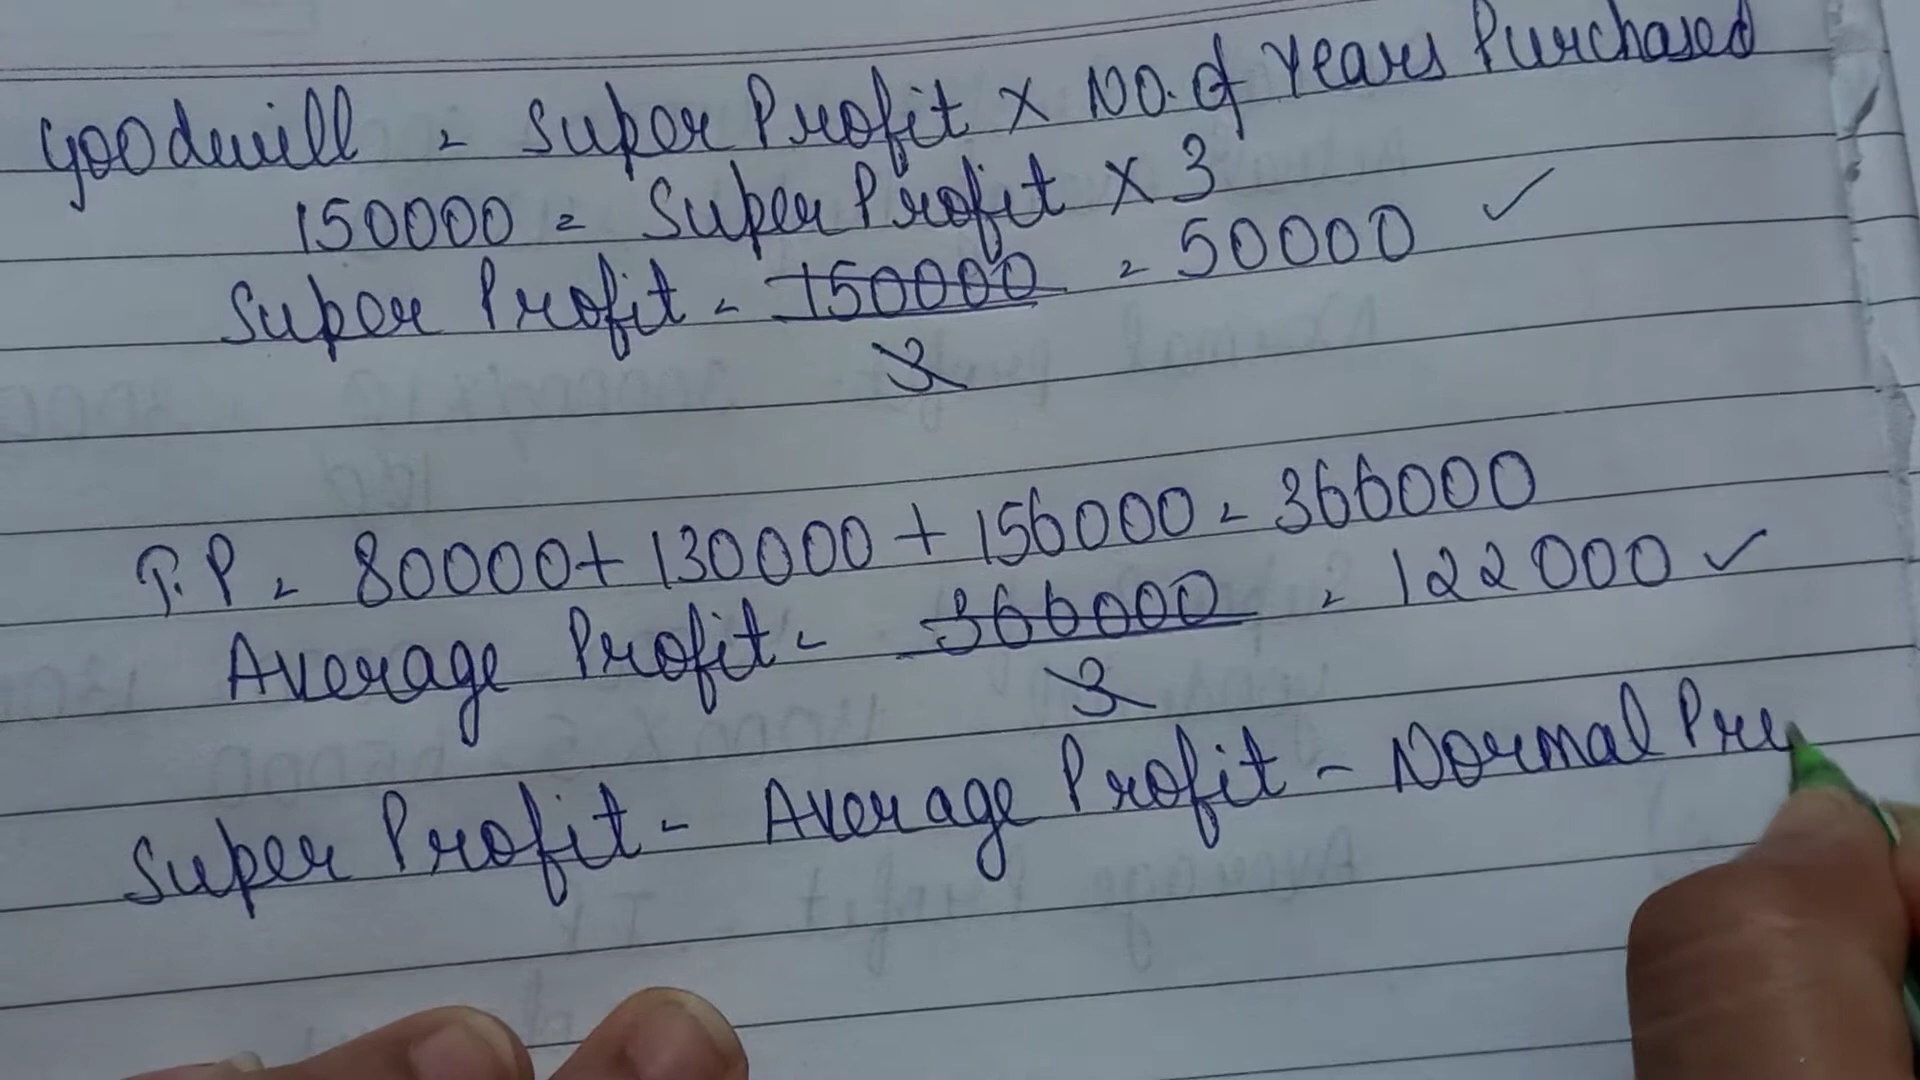 Goodwill = Super Profit × No. of Years Purchased
150000 = Super Profit × 3
Super Profit = 150000 = 50000 ✓
3
T.P = 80000 + 130000 + 156000 = 366000
Average Profit = 366000 = 122000 ✓
3
Super Profit = Average Profit - Normal Pro